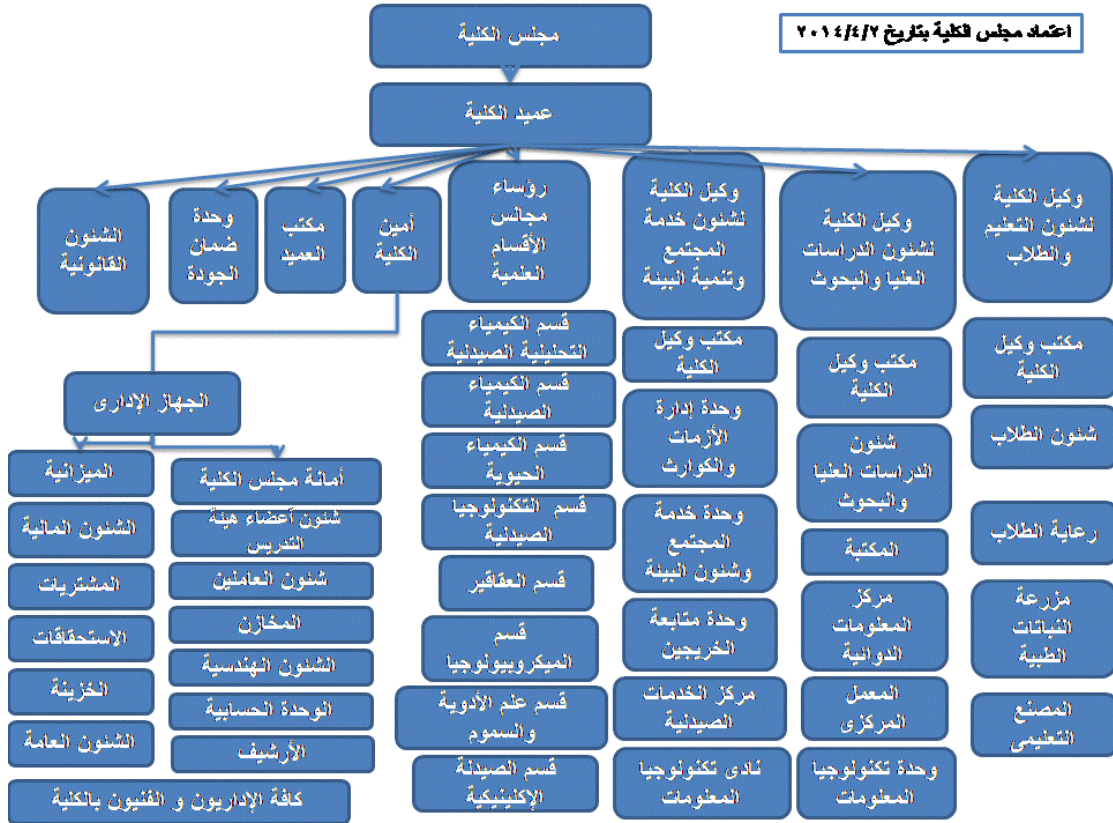 مجلس الكلية
اعتماد مجلس الكلية بتاريخ ٢٠١٤/٤/٢
عميد الكلية
وكيل الكلية
لشئون التعليم
والطلاب
وكيل الكلية
لشئون الدراسات
العليا والبحوث
وكيل الكلية
لشئون خدمة
المجتمع
وتنمية البيئة
رؤساء
مجالس
الأقسام
العلمية
أمين
الكلية
مكتب
العميد
وحدة
ضمان
الجودة
الشئون
القانونية
مكتب وكيل
الكلية
شئون الطلاب
رعاية الطلاب
مزرعة
النباتات
الطبية
المصنع
التعليمى
مكتب وكيل
الكلية
شئون
الدراسات العليا
والبحوث
المكتبة
مركز
المعلومات
الدوائية
المعمل
المركزى
وحدة تكنولوجيا
المعلومات
مكتب وكيل
الكلية
وحدة إدارة
الأزمات
والكوارث
وحدة خدمة
المجتمع
وشئون البيئة
وحدة متابعة
الخريجين
مركز الخدمات
الصيدلية
نادى تكنولوجيا
المعلومات
قسم الكيمياء
التحليلية الصيدلية
قسم الكيمياء
الصيدلية
قسم الكيمياء
الحيوية
قسم التكنولوجيا
الصيدلية
قسم العقاقير
قسم
الميكروبيولوجيا
قسم علم الأدوية
والسموم
قسم الصيدلة
الإكلينيكية
الجهاز الإدارى
أمانة مجلس الكلية
شئون أعضاء هيئة
التدريس
شئون العاملين
المخازن
الشئون الهندسية
الوحدة الحسابية
الأرشيف
الميزانية
الشئون المالية
المشتريات
الاستحقاقات
الخزينة
الشئون العامة
كافة الإداريون و الفنيون بالكلية